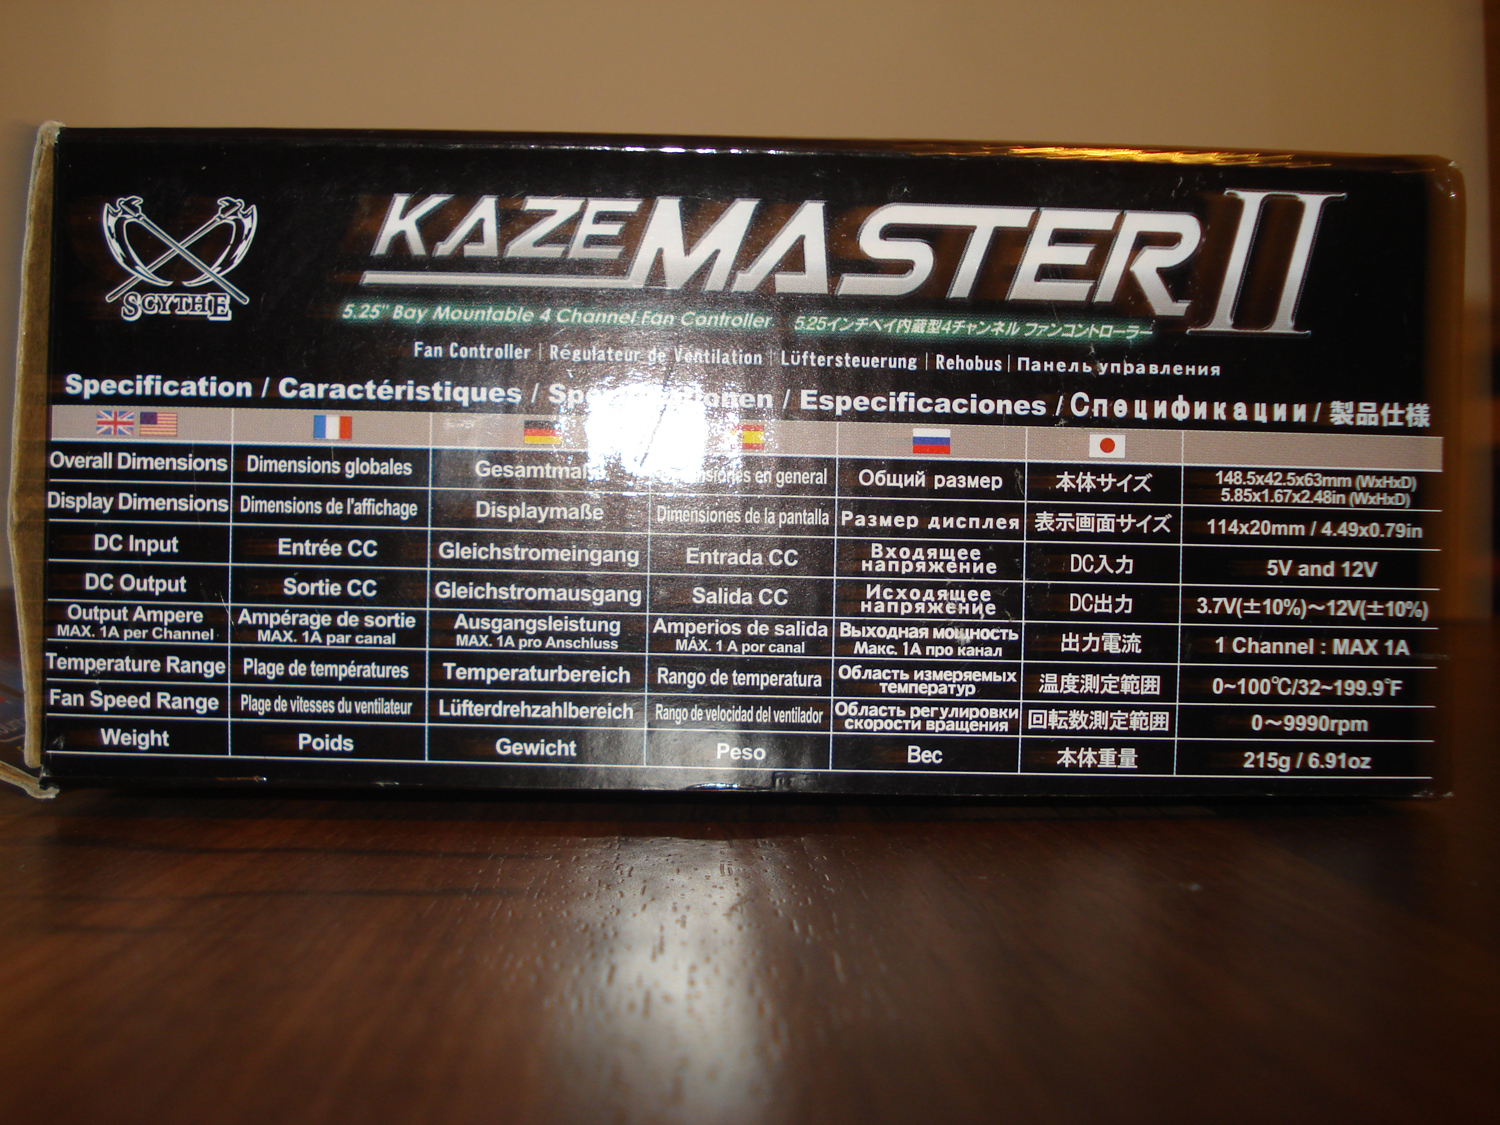 SCYTHE
KAZE MASTER II
5.25" Bay Mountable 4 Channel Fan Controller 5.25インチベイ内蔵型4チャンネル ファンコントローラー
Fan Controller | Régulateur de Ventilation | Lüftersteuerung | Rehobus | Панель управления
Specification / Caractéristiques / / Especificaciones / Спецификации / 製品仕様
Overall Dimensions Dimensions globales en general Общий размер 本体サイズ 148.5x42.5x63mm (WxHxD)
5.85x1.67x2.48in (WxHxD)
Display Dimensions Dimensions de l'affichage Displaymaße Dimensiones de la pantalla Размер дисплея 表示画面サイズ 114x20mm / 4.49x0.79in
DC Input Entrée CC Gleichstromeingang Entrada CC Входящее напряжение DC入力 5V and 12V
DC Output Sortie CC Gleichstromausgang Salida CC Исходящее напряжение DC出力 3.7V(±10%)～12V(±10%)
Output Ampere Ampérage de sortie Ausgangsleistung Amperios de salida Выходная мощность 出力電流 1 Channel : MAX 1A
MAX. 1A per Channel MAX. 1A par canal MAX. 1A pro Anschluss MÁX. 1 A por canal Макс. 1А про канал
Temperature Range Plage de températures Temperaturbereich Rango de temperatura Область измеряемых температур 温度測定範囲 0~100℃/32~199.9°F
Fan Speed Range Plage de vitesses du ventilateur Lüfterdrehzahlbereich Rango de velocidad del ventilador Область регулировки скорости вращения 回転数測定範囲 0～9990rpm
Weight Poids Gewicht Peso Вес 本体重量 215g / 6.91oz